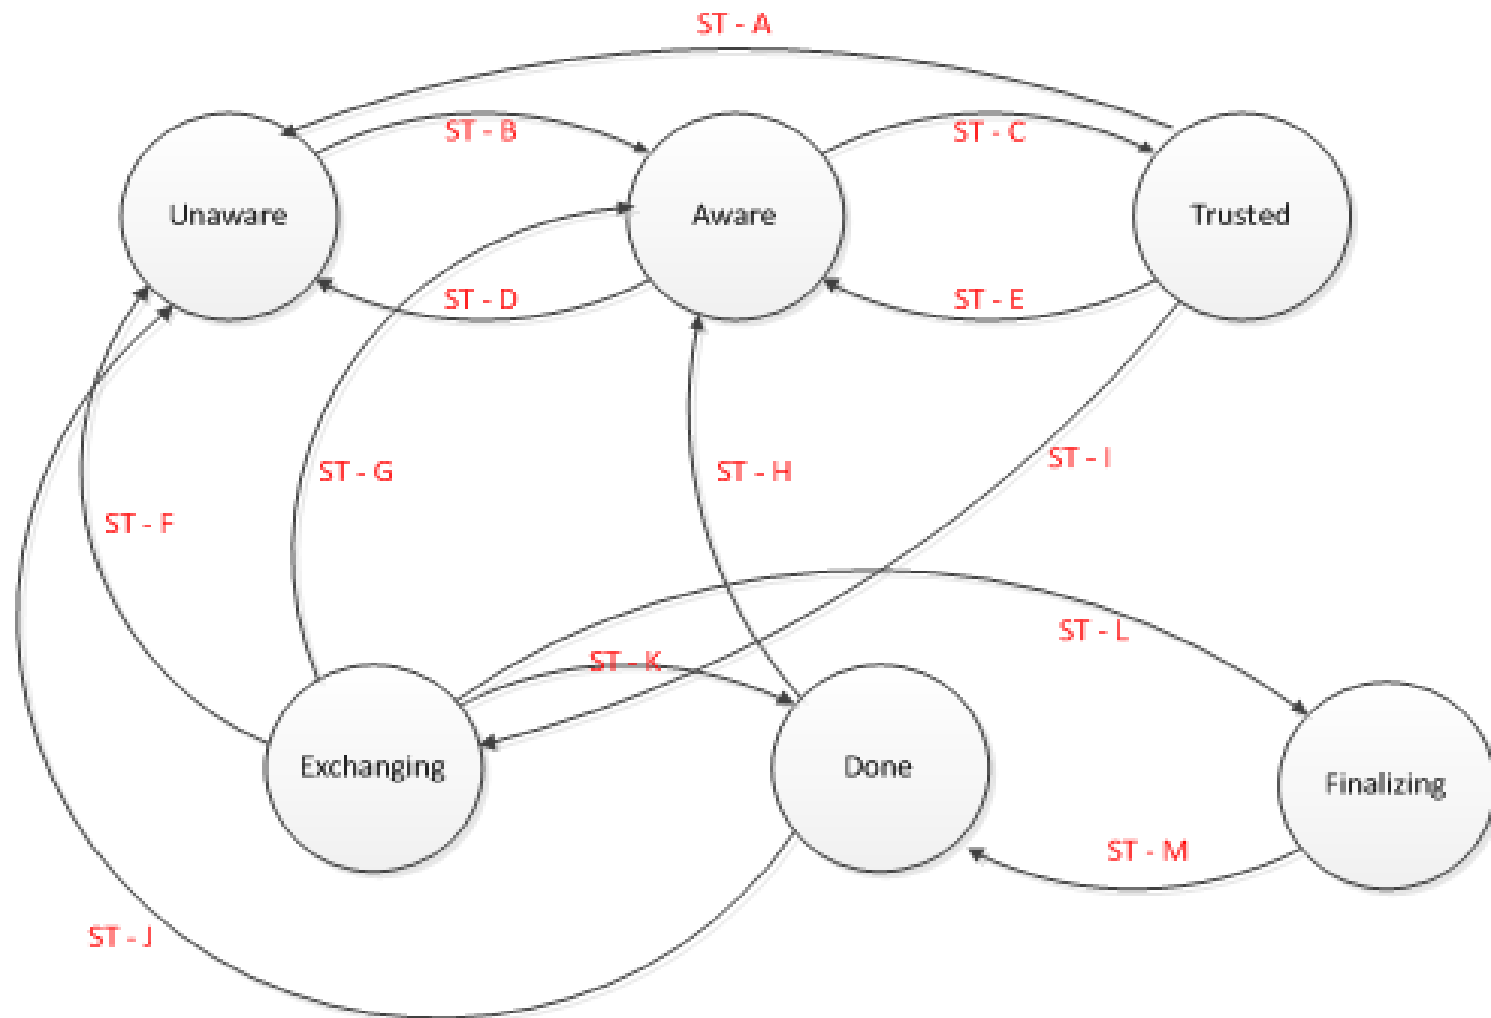 ST - A
ST - B
ST - C
Unaware
Aware
Trusted
ST - D
ST - E
ST - G
ST - H
ST - I
ST - F
ST - L
ST - K
Exchanging
Done
Finalizing
ST - M
ST - J